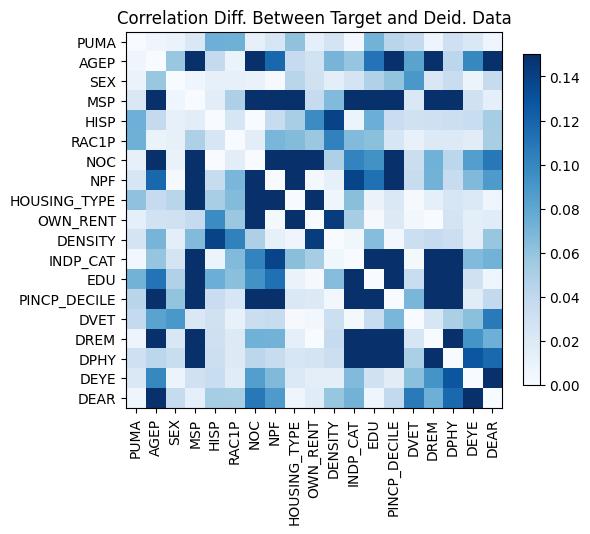 Correlation Diff. Between Target and Deid. Data
PUMA
AGEP
SEX
MSP
HISP
RAC1P
NOC
NPF
HOUSING_TYPE
OWN_RENT
DENSITY
INDP_CAT
EDU
PINCP_DECILE
DVET
DREM
DPHY
DEYE
DEAR
PUMA
AGEP
SEX
MSP
HISP
RAC1P
NOC
NPF
HOUSING_TYPE
OWN_RENT
DENSITY
INDP_CAT
EDU
PINCP_DECILE
DVET
DREM
DPHY
DEYE
DEAR
0.14
0.12
0.10
0.08
0.06
0.04
0.02
0.00